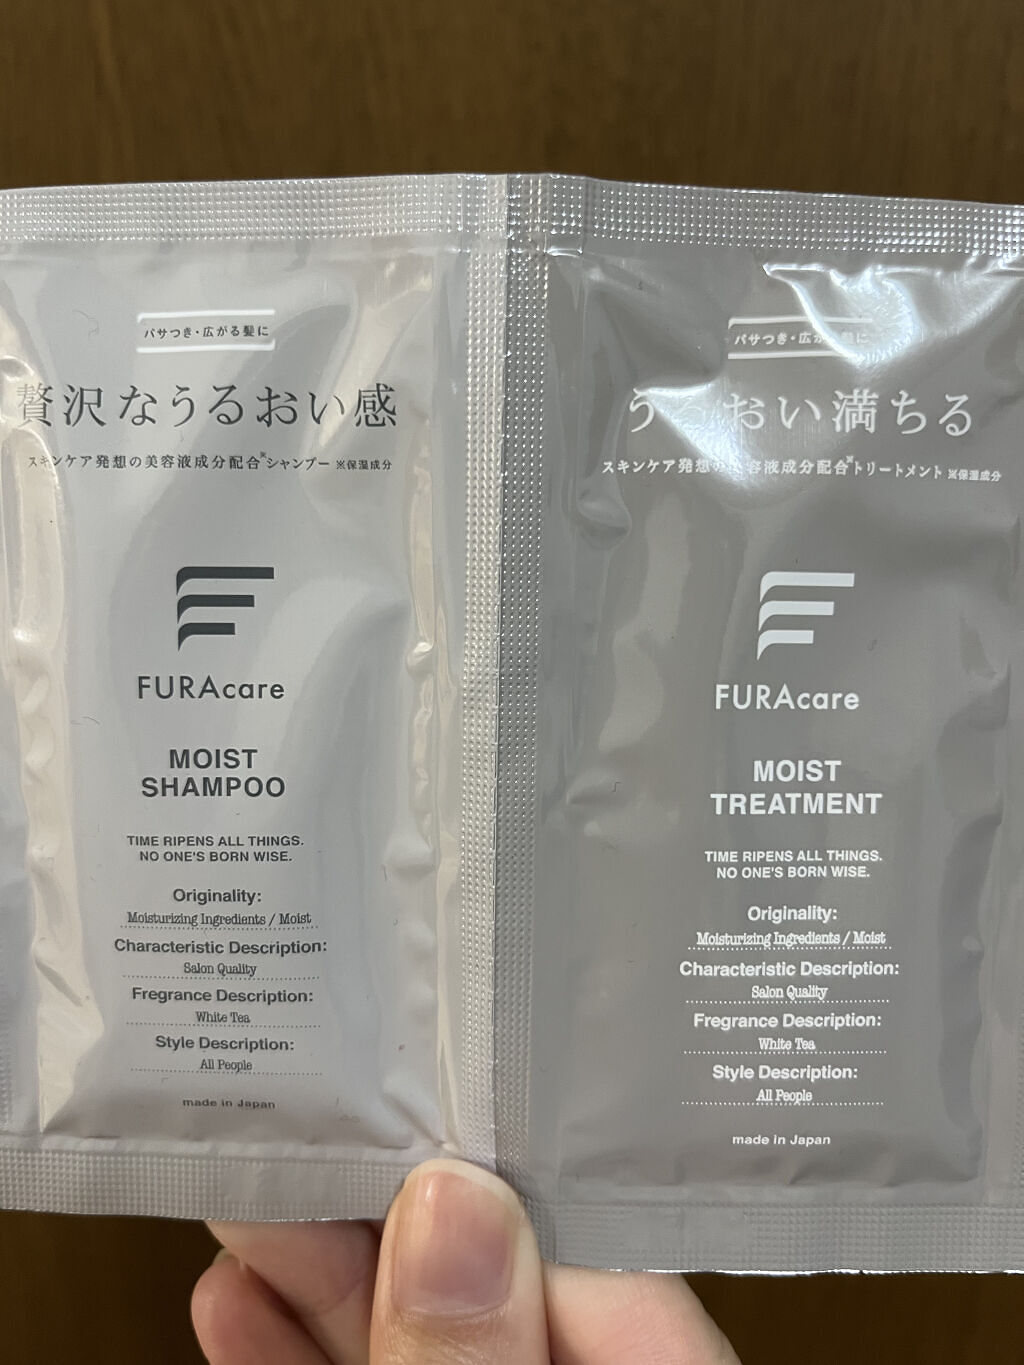 パサつき・広がる髪に
贅沢なうるおい感
スキンケア発想の美容液成分配合※シャンプー ※保湿成分
FURAcare
MOIST
SHAMPOO
TIME RIPENS ALL THINGS.
NO ONE'S BORN WISE.
Originality:
Moisturizing Ingredients / Moist
Characteristic Description:
Salon Quality
Fregrance Description:
White Tea
Style Description:
All People
made in Japan
パサつき・広がる髪に
うるおい満ちる
スキンケア発想の美容液成分配合※トリートメント ※保湿成分
FURAcare
MOIST
TREATMENT
TIME RIPENS ALL THINGS.
NO ONE'S BORN WISE.
Originality:
Moisturizing Ingredients / Moist
Characteristic Description:
Salon Quality
Fregrance Description:
White Tea
Style Description:
All People
made in Japan